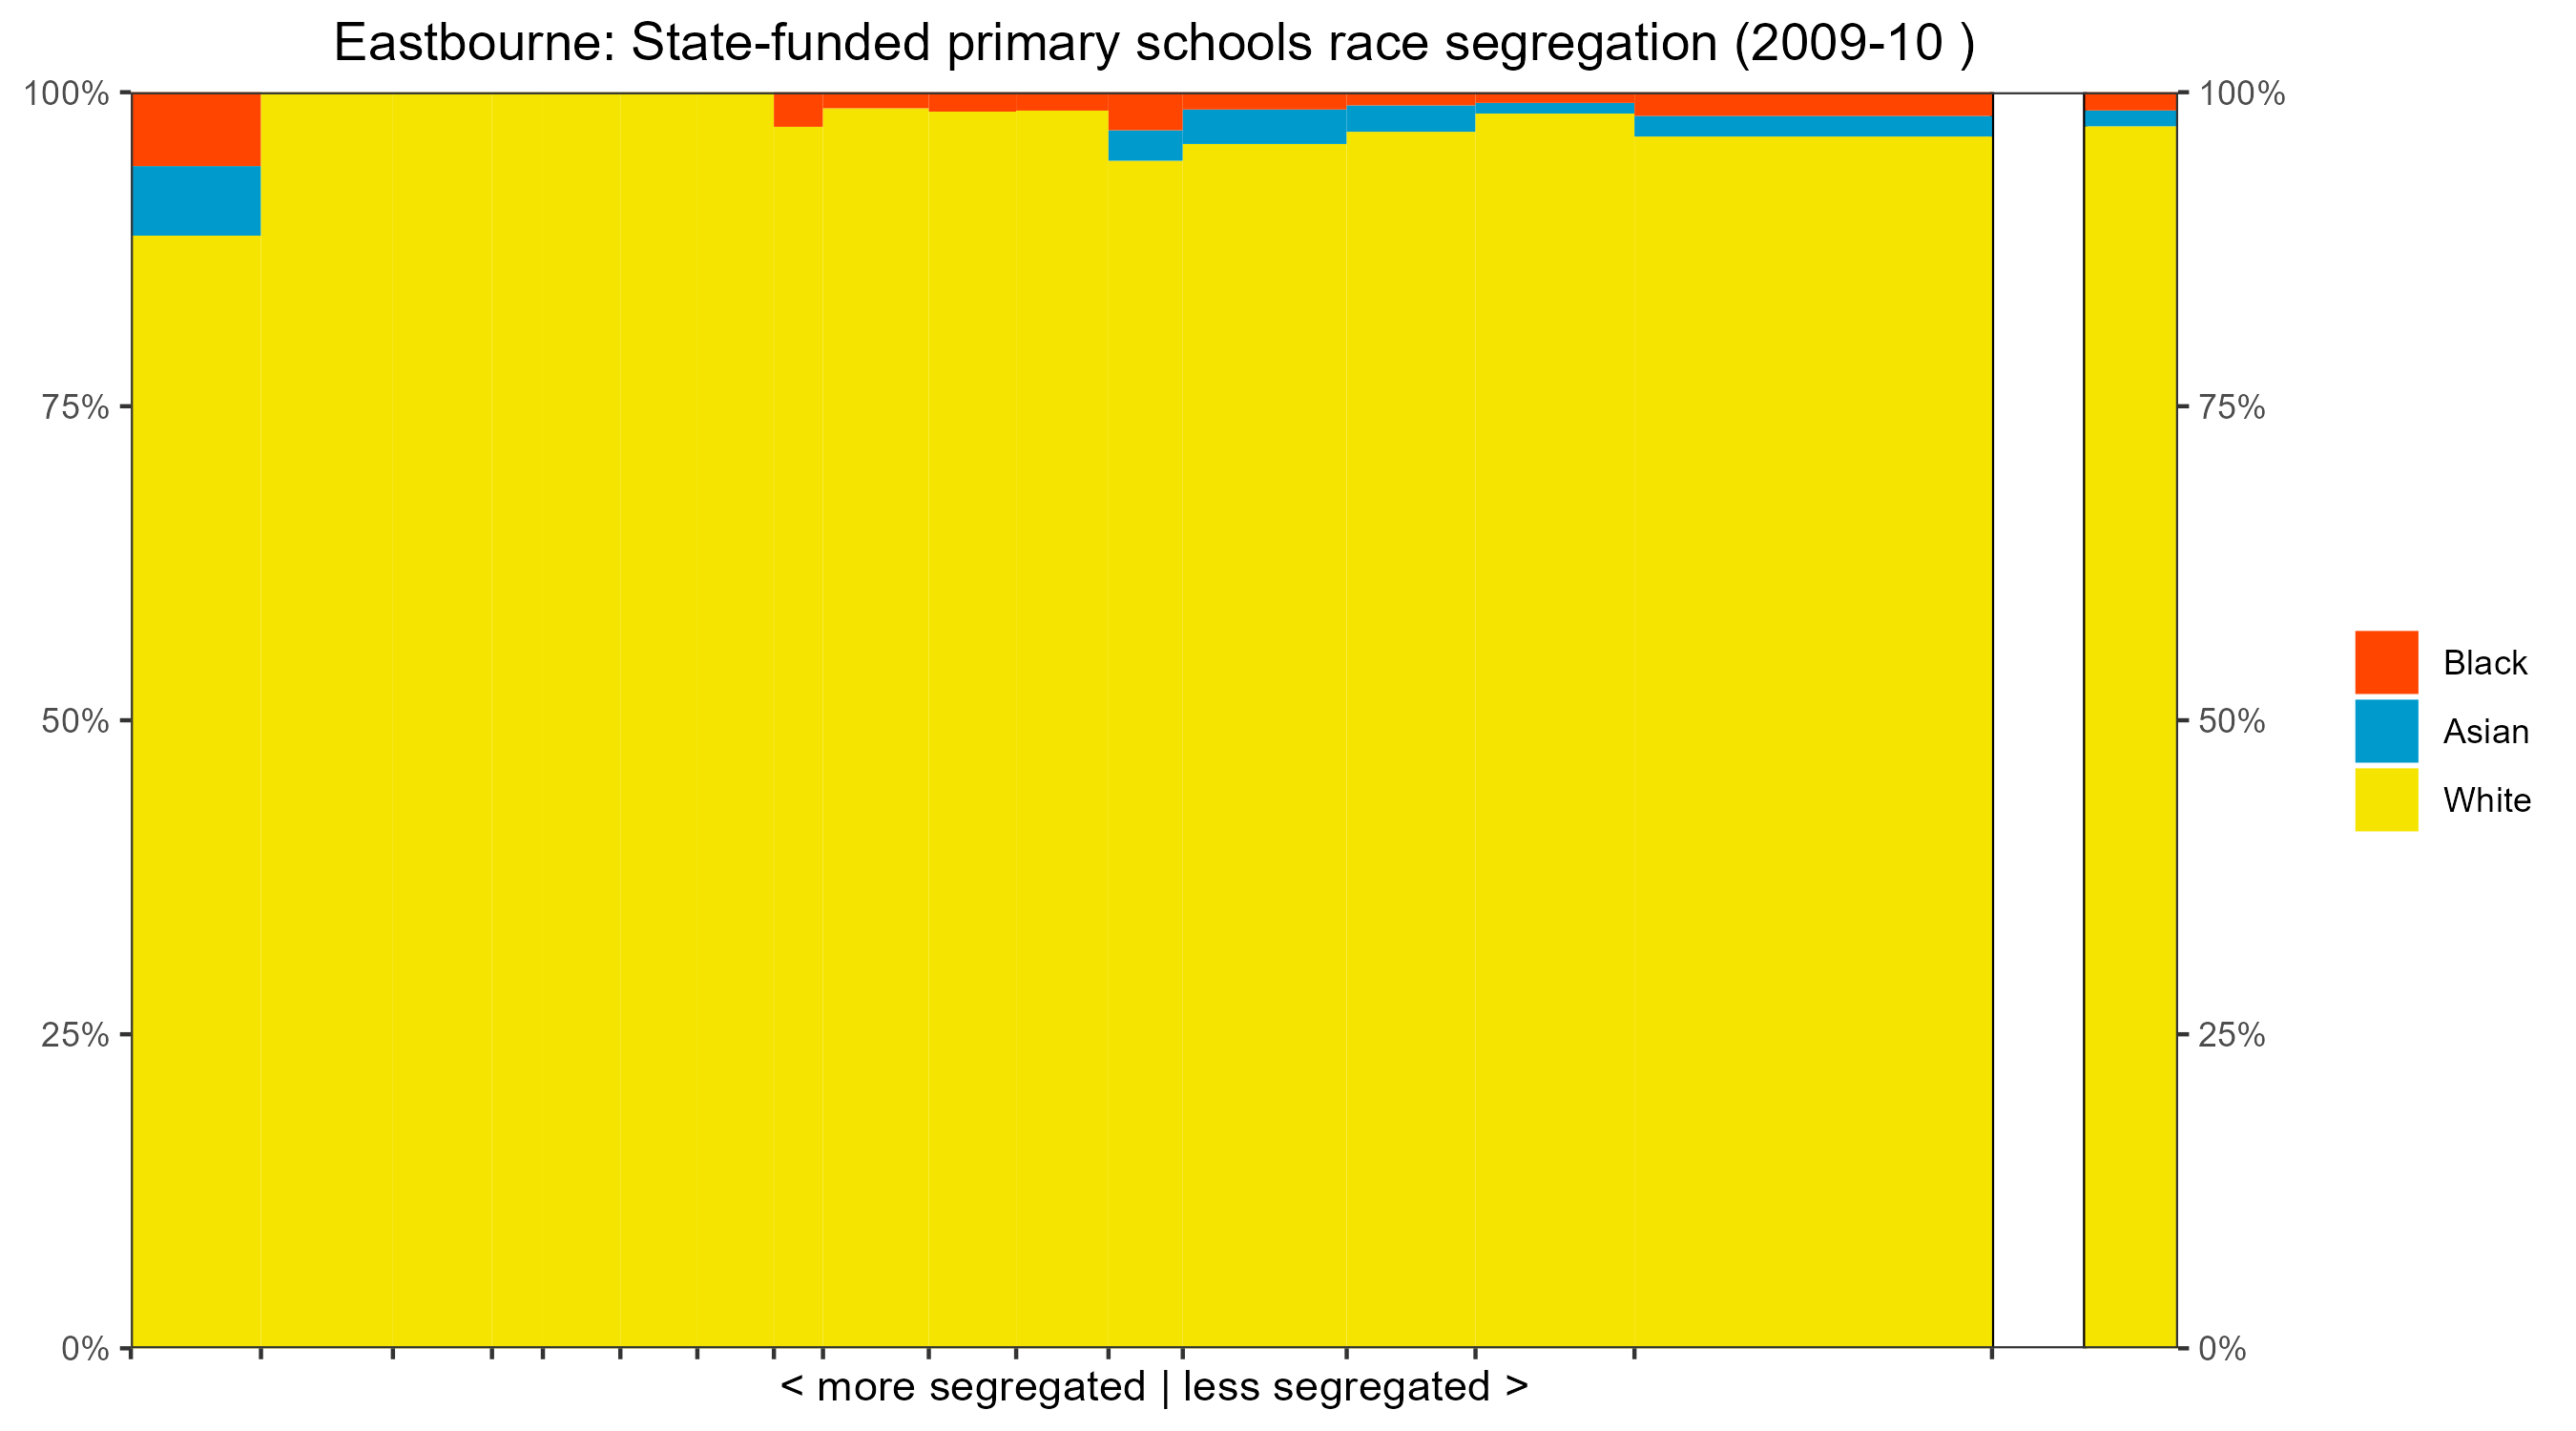 Eastbourne: State-funded primary schools race segregation (2009-10 )
100%
75%
50%
25%
0%
100%
75%
50%
25%
0%
Black
Asian
White
< more segregated | less segregated >